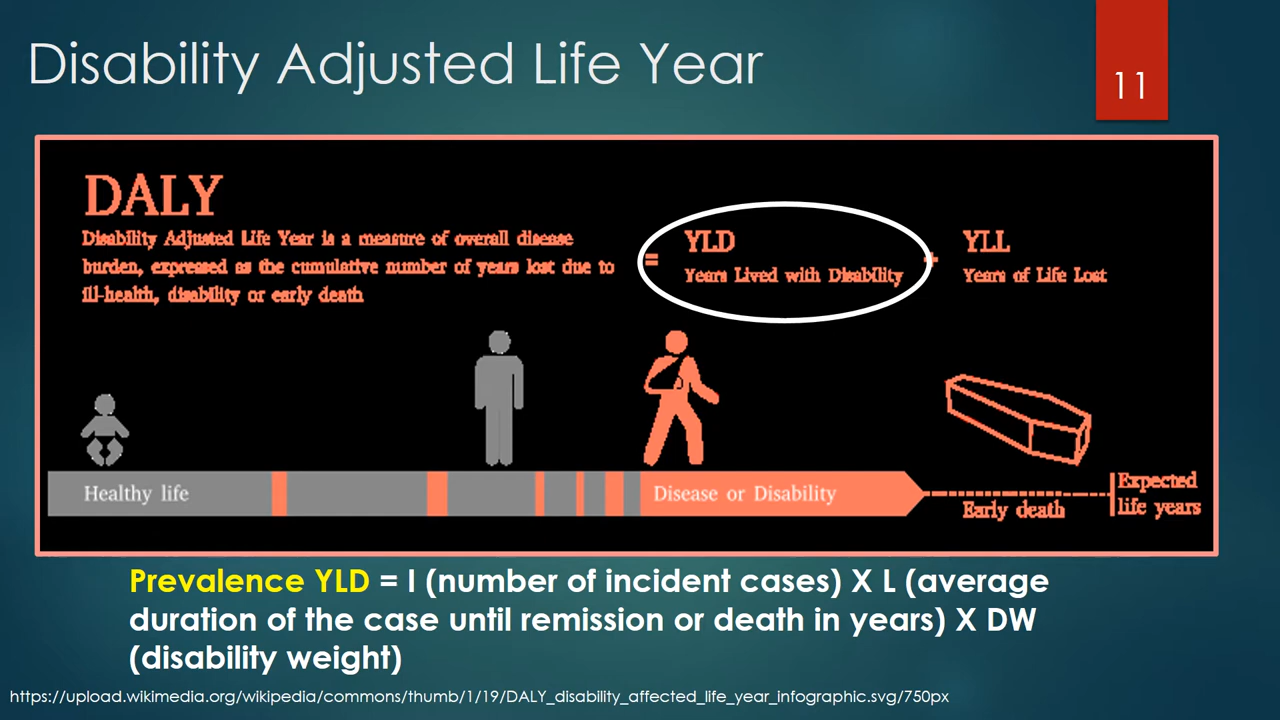 Disability Adjusted Life Year
11
DALY
Disability Adjusted Life Year is a measure of overall disease
burden, expressed as the cumulative number of years lost due to
ill-health, disability or early death
=
YLD
Years Lived with Disability
+
YLL
Years of Life Lost
Healthy life
Disease or Disability
Early death
Expected
life years
Prevalence YLD = I (number of incident cases) X L (average
duration of the case until remission or death in years) X DW
(disability weight)
https://upload.wikimedia.org/wikipedia/commons/thumb/1/19/DALY_disability_affected_life_year_infographic.svg/750px